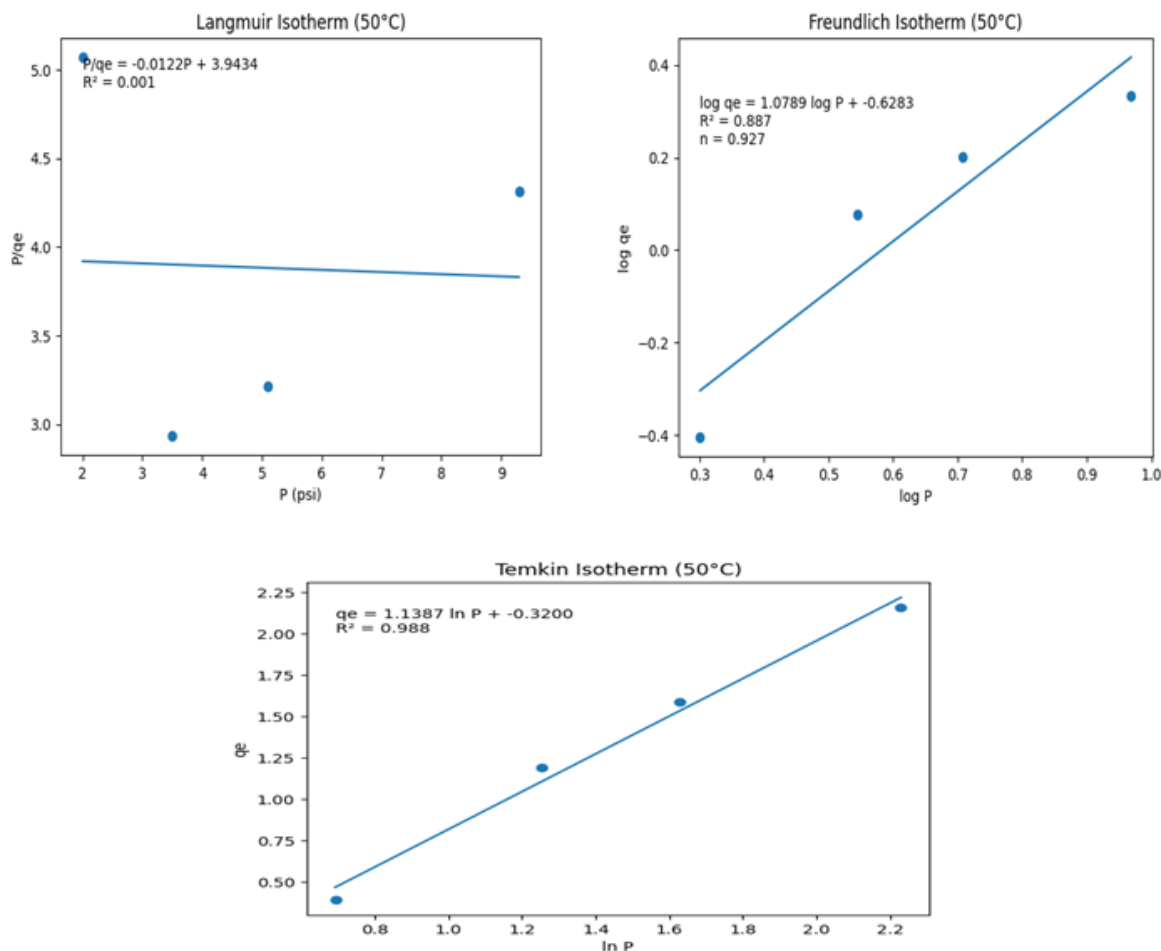 Langmuir Isotherm (50°C)
P/qe = -0.0122P + 3.9434
R² = 0.001
5.0
4.5
4.0
3.5
3.0
P/qe
2 3 4 5 6 7 8 9
P (psi)
Freundlich Isotherm (50°C)
log qe = 1.0789 log P + -0.6283
R² = 0.887
n = 0.927
0.4
0.2
0.0
−0.2
−0.4
log qe
0.3 0.4 0.5 0.6 0.7 0.8 0.9 1.0
log P
Temkin Isotherm (50°C)
qe = 1.1387 ln P + -0.3200
R² = 0.988
2.25
2.00
1.75
1.50
1.25
1.00
0.75
0.50
qe
0.8 1.0 1.2 1.4 1.6 1.8 2.0 2.2
ln P